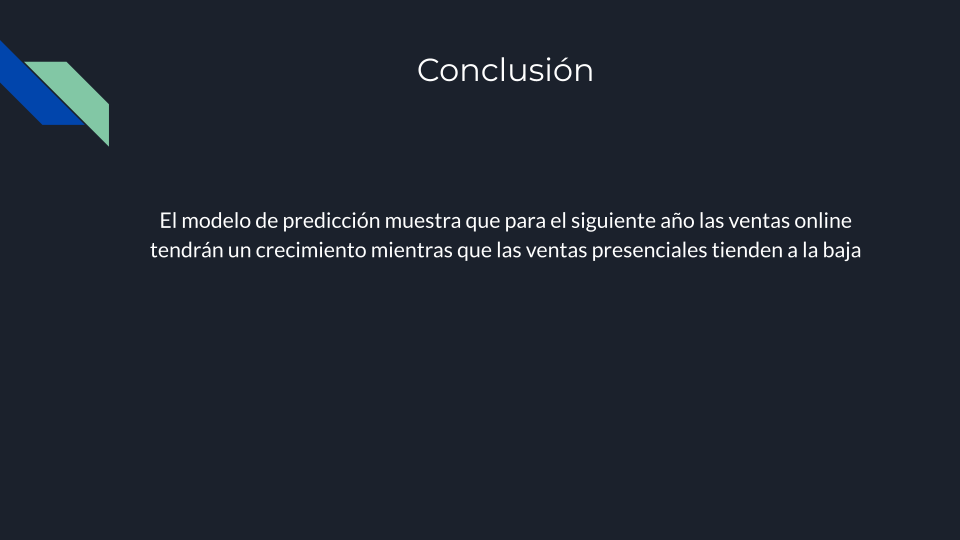 Conclusión
El modelo de predicción muestra que para el siguiente año las ventas online
tendrán un crecimiento mientras que las ventas presenciales tienden a la baja